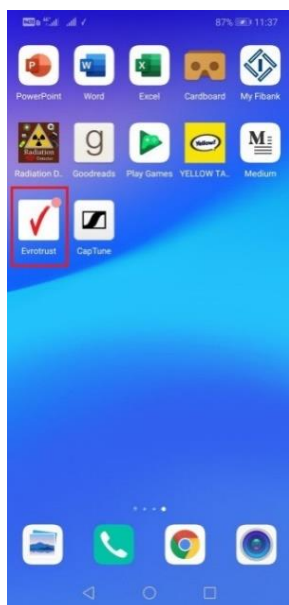 87% 11:37
PowerPoint Word Excel Cardboard My Fibank
Radiation D.. Goodreads Play Games YELLOW TA.. Medium
Evrotrust CapTune